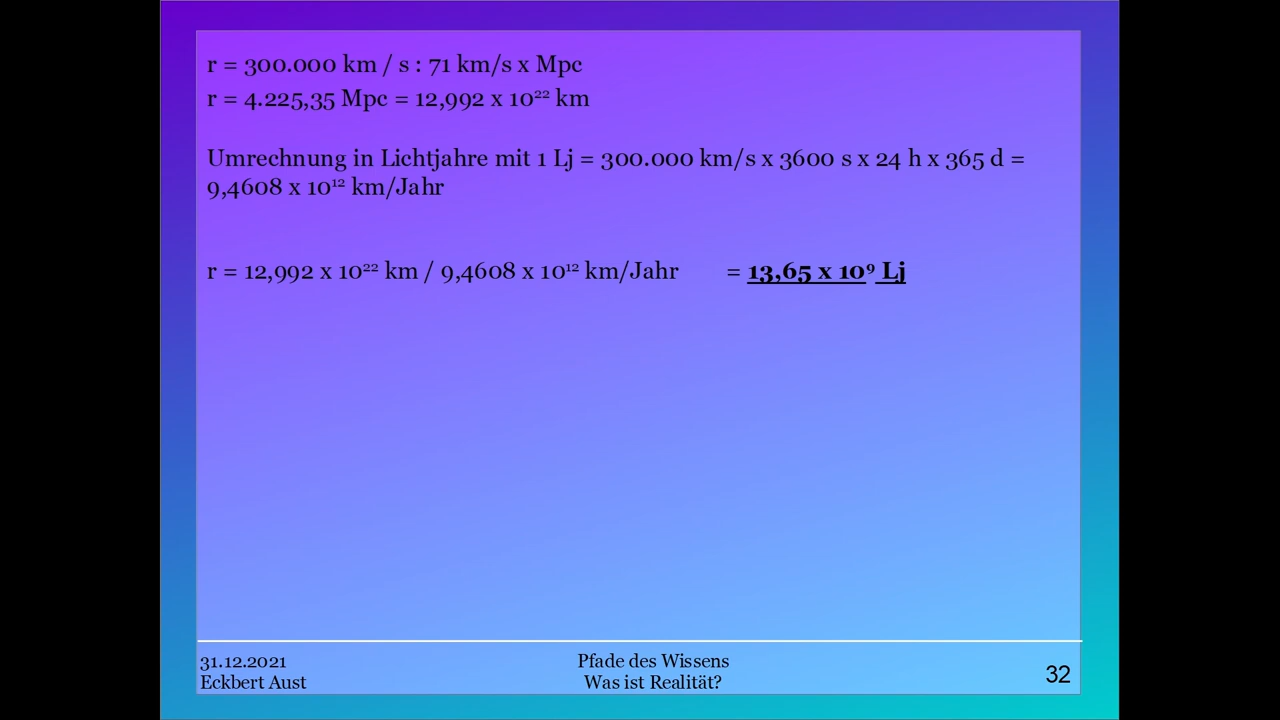 r = 300.000 km / s : 71 km/s x Mpc
r = 4.225,35 Mpc = 12,992 x 10²² km
Umrechnung in Lichtjahre mit 1 Lj = 300.000 km/s x 3600 s x 24 h x 365 d =
9,4608 x 10¹² km/Jahr
r = 12,992 x 10²² km / 9,4608 x 10¹² km/Jahr = 13,65 x 10⁹ Lj
31.12.2021
Eckbert Aust
Pfade des Wissens
Was ist Realität?
32